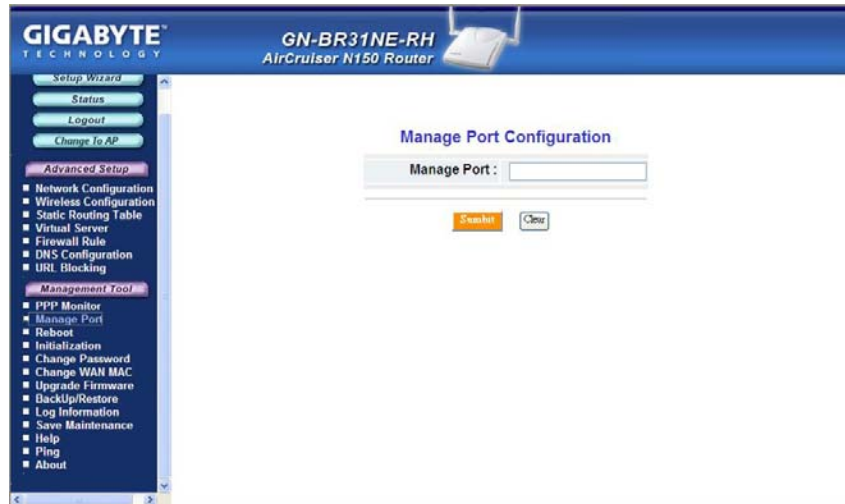 GIGABYTE™
TECHNOLOGY
GN-BR31NE-RH
AirCruiser N150 Router
Setup Wizard
Status
Logout
Change To AP
Advanced Setup
Network Configuration
Wireless Configuration
Static Routing Table
Virtual Server
Firewall Rule
DNS Configuration
URL Blocking
Management Tool
PPP Monitor
Manage Port
Reboot
Initialization
Change Password
Change WAN MAC
Upgrade Firmware
BackUp/Restore
Log Information
Save Maintenance
Help
Ping
About
Manage Port Configuration
Manage Port :
Sumbit Clear